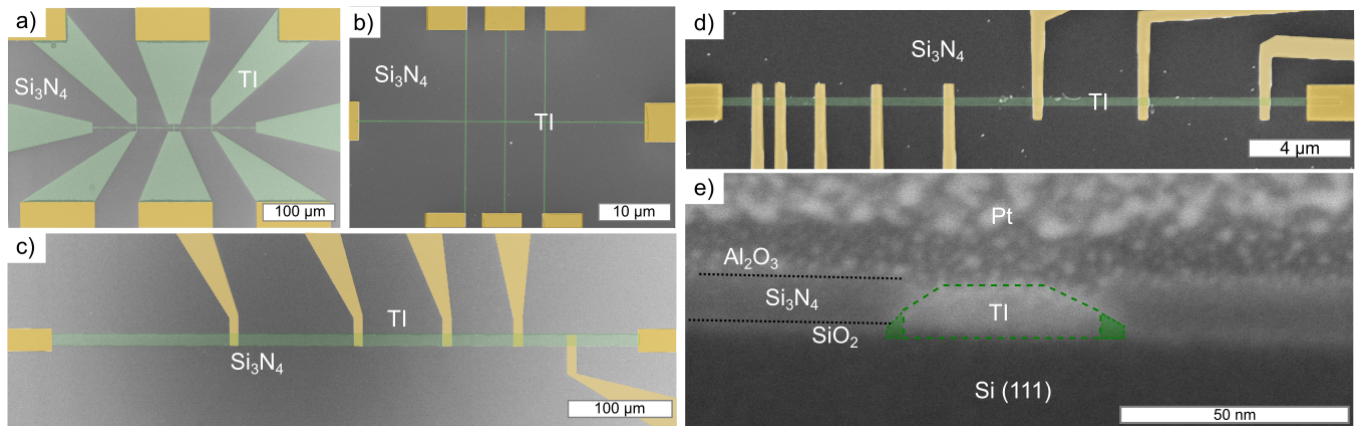 a)
Si₃N₄
TI
100 µm
b)
Si₃N₄
TI
10 µm
c)
TI
Si₃N₄
100 µm
d)
Si₃N₄
TI
4 µm
e)
Pt
Al₂O₃
Si₃N₄
TI
SiO₂
Si (111)
50 nm